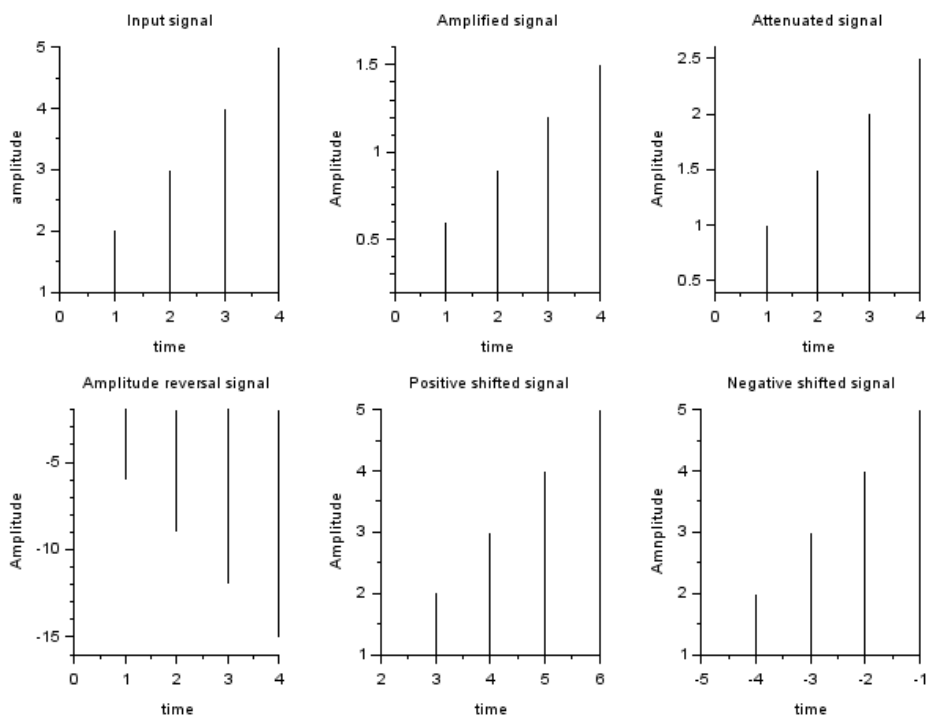 Input signal
Amplified signal
Attenuated signal
5
4
3
2
1
amplitude
0 1 2 3 4
time
1.5
1
0.5
Amplitude
0 1 2 3 4
time
2.5
2
1.5
1
0.5
Amplitude
0 1 2 3 4
time
Amplitude reversal signal
Positive shifted signal
Negative shifted signal
-5
-10
-15
Amplitude
0 1 2 3 4
time
5
4
3
2
1
Amplitude
2 3 4 5 6
time
5
4
3
2
1
Amnplitude
-5 -4 -3 -2 -1
time